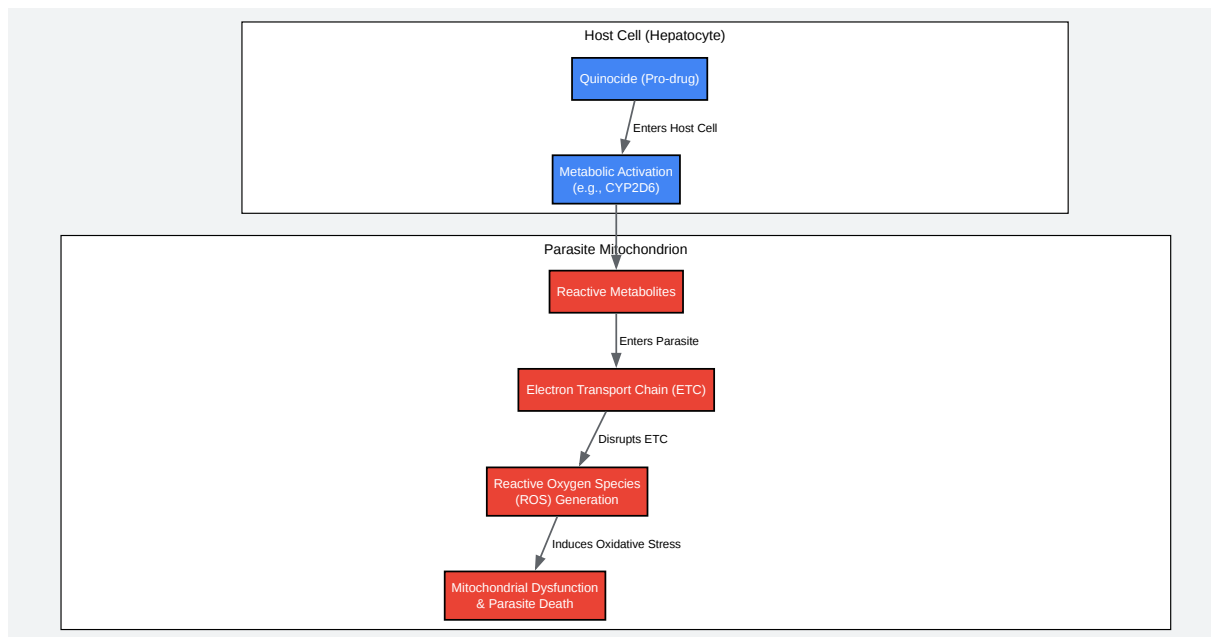 Host Cell (Hepatocyte)
Quinocide (Pro-drug)
Enters Host Cell
Metabolic Activation
(e.g., CYP2D6)
Parasite Mitochondrion
Reactive Metabolites
Enters Parasite
Electron Transport Chain (ETC)
Disrupts ETC
Reactive Oxygen Species
(ROS) Generation
Induces Oxidative Stress
Mitochondrial Dysfunction
& Parasite Death